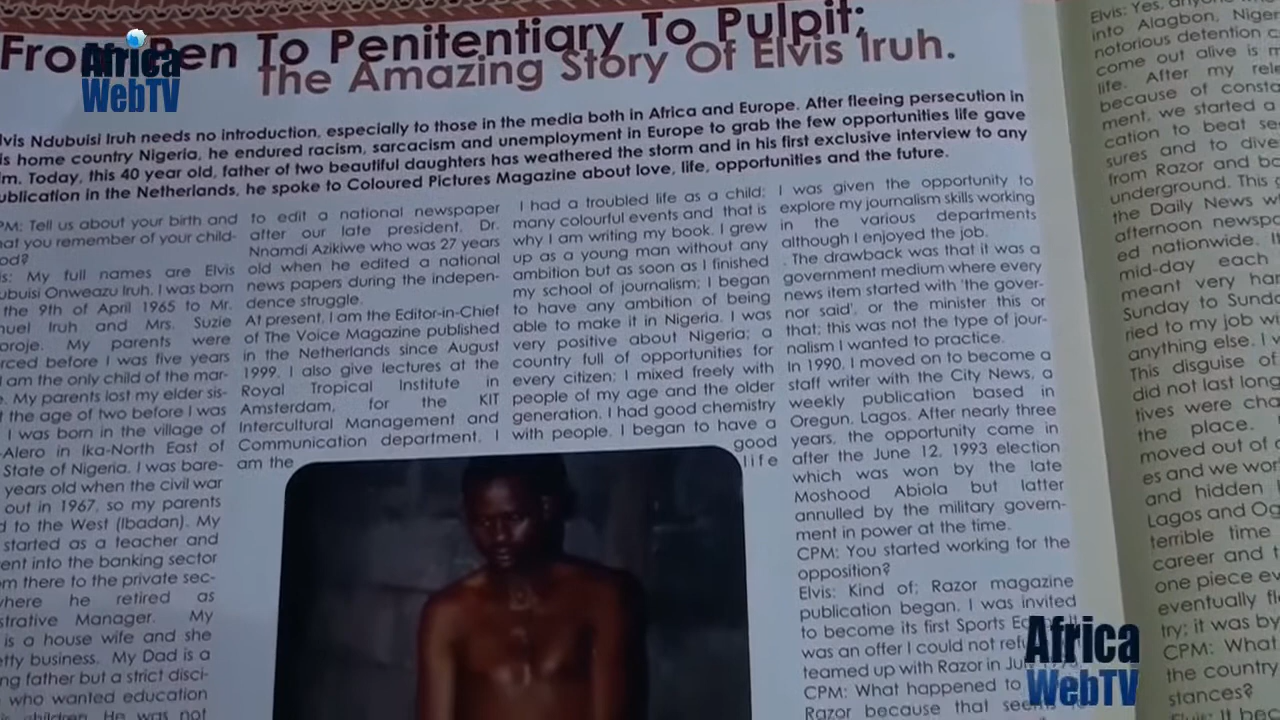 From Pen To Penitentiary To Pulpit;
The Amazing Story Of Elvis Iruh.
Africa
WebTV
lvis Ndubuisi Iruh needs no introduction, especially to those in the media both in Africa and Europe. After fleeing persecution in
is home country Nigeria, he endured racism, sarcacism and unemployment in Europe to grab the few opportunities life gave
im. Today, this 40 year old, father of two beautiful daughters has weathered the storm and in his first exclusive interview to any
ublication in the Netherlands, he spoke to Coloured Pictures Magazine about love, life, opportunities and the future.
PM: Tell us about your birth and
hat you remember of your child-
od?
is: My full names are Elvis
ubuisi Onweazu Iruh. I was born
the 9th of April 1965 to Mr.
nuel Iruh and Mrs. Suzie
oroje. My parents were
rced before I was five years
I am the only child of the mar-
e. My parents lost my elder sis-
t the age of two before I was
I was born in the village of
-Alero in Ika-North East of
State of Nigeria. I was bare-
years old when the civil war
out in 1967, so my parents
d to the West (Ibadan). My
started as a teacher and
ent into the banking sector
om there to the private sec-
where he retired as
strative Manager. My
is a house wife and she
etty business. My Dad is a
ng father but a strict disci-
who wanted education
children. He was not
to edit a national newspaper
after our late president, Dr.
Nnamdi Azikiwe who was 27 years
old when he edited a national
news papers during the indepen-
dence struggle.
At present, I am the Editor-in-Chief
of The Voice Magazine published
in the Netherlands since August
1999. I also give lectures at the
Royal Tropical Institute in
Amsterdam, for the KIT
Intercultural Management and
Communication department. I
am the
I had a troubled life as a child;
many colourful events and that is
why I am writing my book. I grew
up as a young man without any
ambition but as soon as I finished
my school of journalism; I began
to have any ambition of being
able to make it in Nigeria. I was
very positive about Nigeria; a
country full of opportunities for
every citizen; I mixed freely with
people of my age and the older
generation. I had good chemistry
with people. I began to have a
good
life
I was given the opportunity to
explore my journalism skills working
in the various departments
although I enjoyed the job.
. The drawback was that it was a
government medium where every
news item started with 'the gover-
nor said', or the minister this or
that; this was not the type of jour-
nalism I wanted to practice.
In 1990, I moved on to become a
staff writer with the City News, a
weekly publication based in
Oregun, Lagos. After nearly three
years, the opportunity came in
after the June 12, 1993 election
which was won by the late
Moshood Abiola but latter
annulled by the military govern-
ment in power at the time.
CPM: You started working for the
opposition?
Elvis: Kind of; Razor magazine
publication began. I was invited
to become its first Sports
was an offer I could not
teamed up with Razor in
CPM: What happened to
Razor because that
Elvis: Yes, anyone
into Alagbon, Niger
notorious detention c
come out alive is m
life. After my rele
because of consta
ment, we started a
cation to beat se
sures and to dive
from Razor and ba
underground. This
the Daily News w
afternoon newspa
ed nationwide. It
mid-day each
meant very har
Sunday to Sunda
ried to my job wi
anything else. I v
This disguise of
did not last long
tives were cha
the place.
moved out of
es and we wor
and hidden
Lagos and Og
terrible time
career and t
one piece ev
eventually fl
try; it was by
CPM: What
the country
stances?
Africa
WebTV